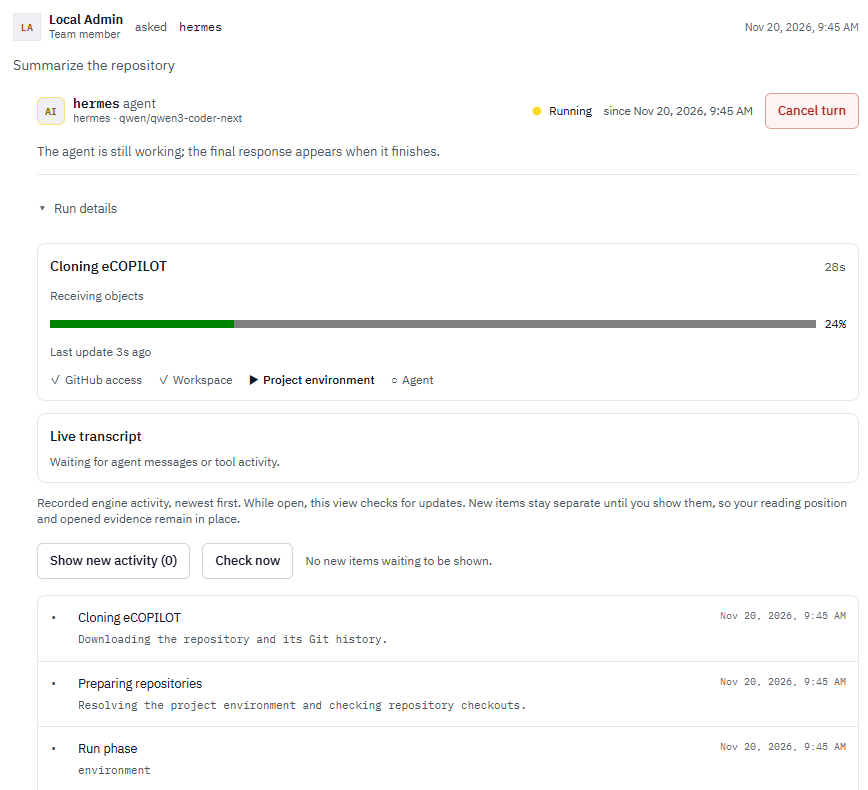 LA
Local Admin
Team member
asked hermes
Nov 20, 2026, 9:45 AM
Summarize the repository
AI
hermes agent
hermes · qwen/qwen3-coder-next
Running since Nov 20, 2026, 9:45 AM
Cancel turn
The agent is still working; the final response appears when it finishes.
▾ Run details
Cloning eCOPILOT
28s
Receiving objects
24%
Last update 3s ago
✓ GitHub access ✓ Workspace ▶ Project environment ○ Agent
Live transcript
Waiting for agent messages or tool activity.
Recorded engine activity, newest first. While open, this view checks for updates. New items stay separate until you show them, so your reading position
and opened evidence remain in place.
Show new activity (0)
Check now
No new items waiting to be shown.
• Cloning eCOPILOT
Nov 20, 2026, 9:45 AM
Downloading the repository and its Git history.
• Preparing repositories
Nov 20, 2026, 9:45 AM
Resolving the project environment and checking repository checkouts.
• Run phase
Nov 20, 2026, 9:45 AM
environment